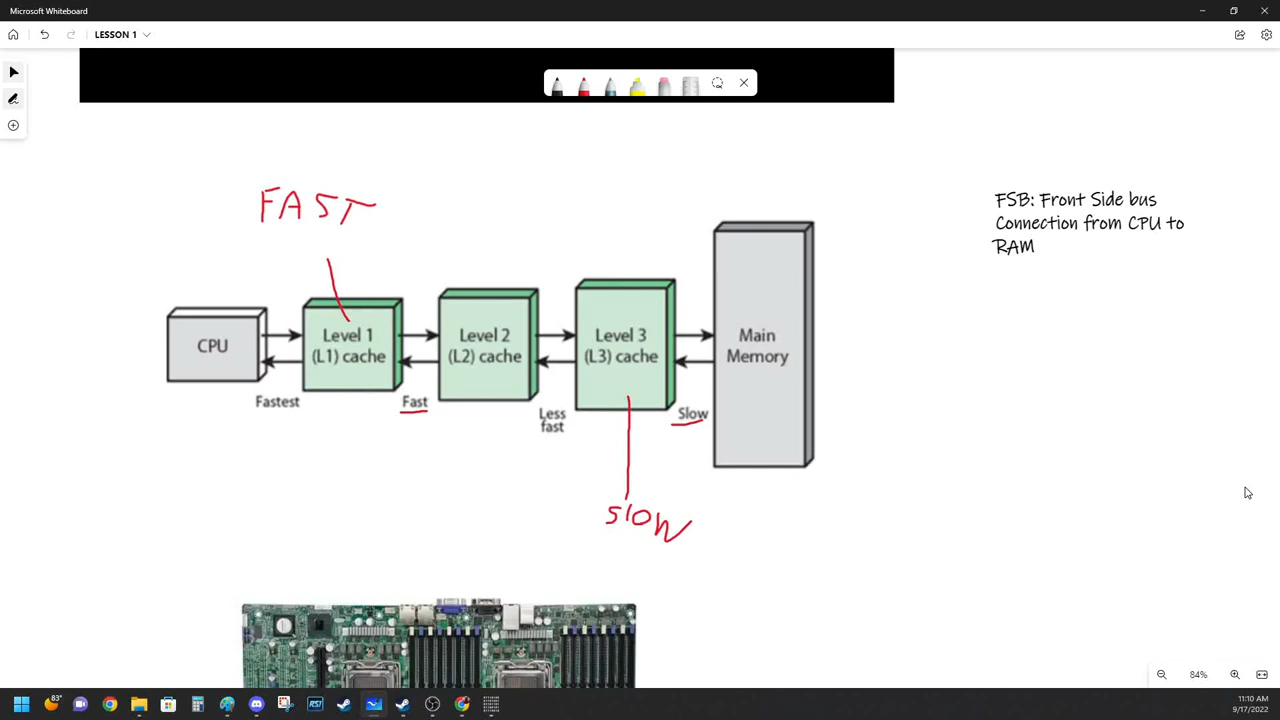 Microsoft Whiteboard
LESSON 1
FAST
FSB: Front Side bus
Connection from CPU to
RAM
CPU
Level 1
(L1) cache
Level 2
(L2) cache
Level 3
(L3) cache
Main
Memory
Fastest
Fast
Less
fast
Slow
slow
84%
83°
RSI
11:10 AM
9/17/2022